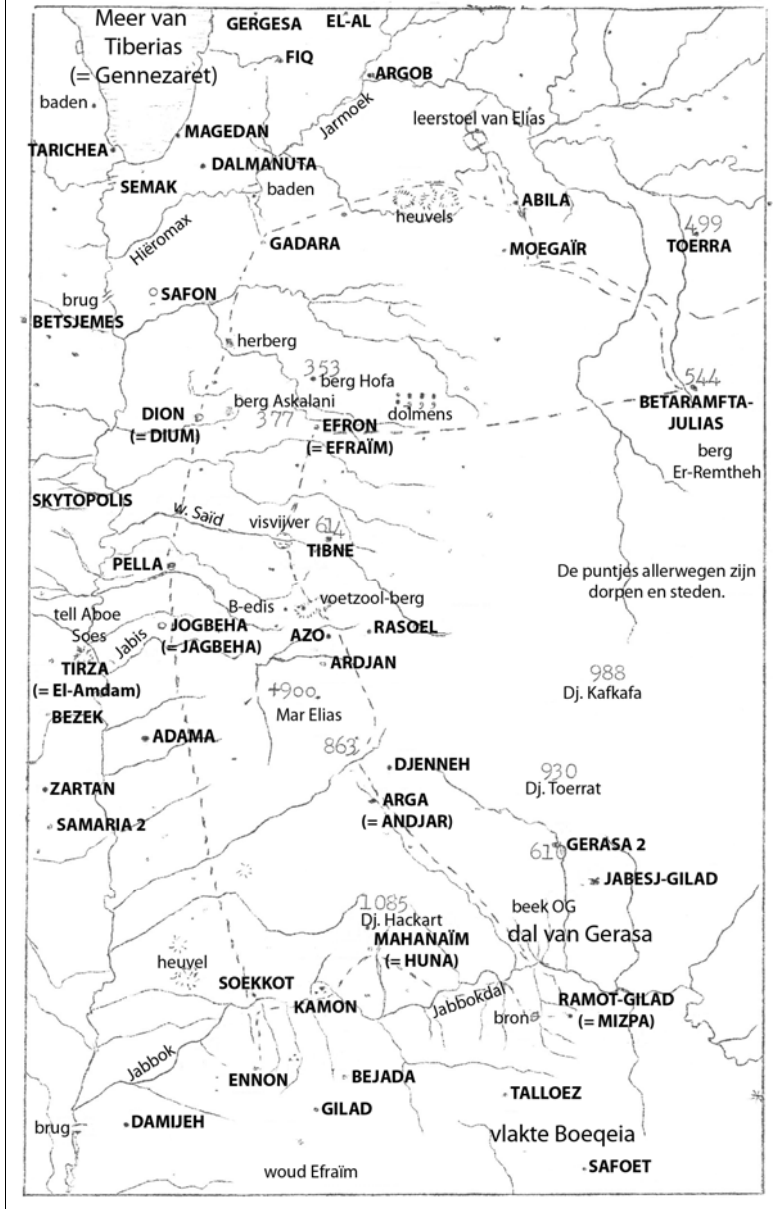 Meer van
Tiberias
(= Gennezaret)
GERGESA
EL-AL
FIQ
ARGOB
baden
Jarmoek
leerstoel van Elias
MAGEDAN
TARICHEA
DALMANUTA
SEMAK
baden
heuvels
ABILA
499
TOERRA
Hiëromax
GADARA
MOEGAÏR
SAFON
brug
BETSJEMES
herberg
353
berg Hofa
544
berg Askalani
377
dolmens
BETARAMFTA-
JULIAS
DION
(= DIUM)
EFRON
(= EFRAÏM)
berg
Er-Remtheh
SKYTOPOLIS
w. Saïd
visvijver
614
TIBNE
PELLA
De puntjes allerwegen zijn
dorpen en steden.
B-edis
voetzool-berg
tell Aboe
Soes
Jabis
JOGBEHA
(= JAGBEHA)
AZO
RASOEL
TIRZA
(= El-Amdam)
ARDJAN
988
Dj. Kafkafa
+900
Mar Elias
BEZEK
ADAMA
863
DJENNEH
930
Dj. Toerrat
ZARTAN
ARGA
(= ANDJAR)
SAMARIA 2
GERASA 2
610
JABESJ-GILAD
1085
Dj. Hackart
beek OG
dal van Gerasa
MAHANAÏM
(= HUNA)
heuvel
SOEKKOT
KAMON
Jabbokdal
RAMOT-GILAD
(= MIZPA)
bron
Jabbok
ENNON
BEJADA
TALLOEZ
GILAD
brug
DAMIJEH
vlakte Boeqeia
woud Efraïm
SAFOET